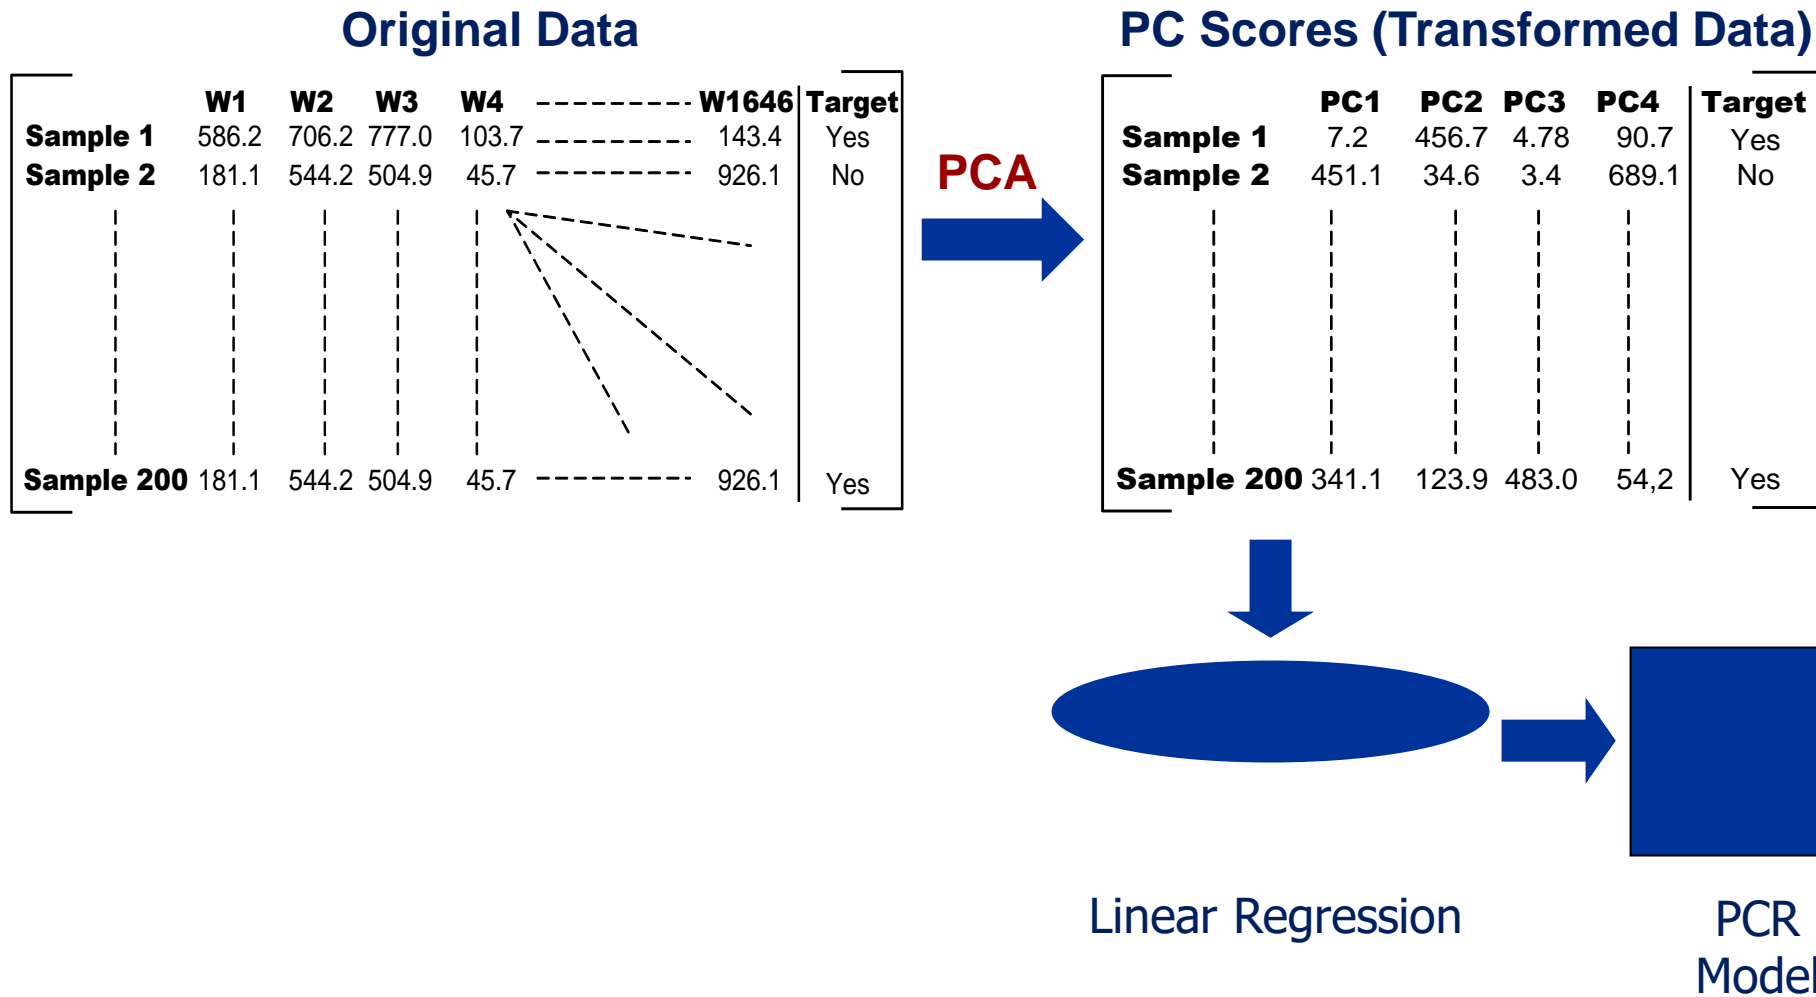 Original Data
W1 W2 W3 W4 W1646 Target
Sample 1 586.2 706.2 777.0 103.7 143.4 Yes
Sample 2 181.1 544.2 504.9 45.7 926.1 No
Sample 200 181.1 544.2 504.9 45.7 926.1 Yes
PCA
PC Scores (Transformed Data)
PC1 PC2 PC3 PC4 Target
Sample 1 7.2 456.7 4.78 90.7 Yes
Sample 2 451.1 34.6 3.4 689.1 No
Sample 200 341.1 123.9 483.0 54,2 Yes
Linear Regression
PCR
Model